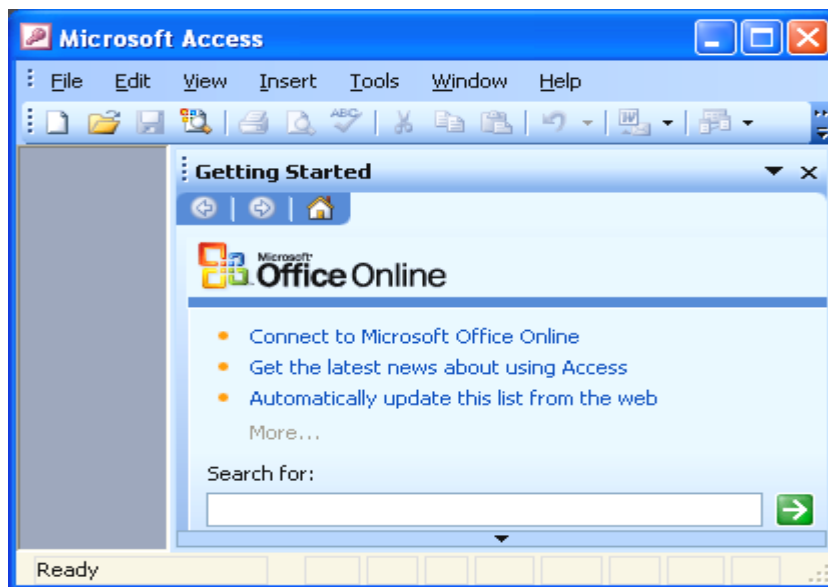 Microsoft Access
File Edit View Insert Tools Window Help
ABC
W
Getting Started
Microsoft
Office Online
Connect to Microsoft Office Online
Get the latest news about using Access
Automatically update this list from the web
More...
Search for:
Ready